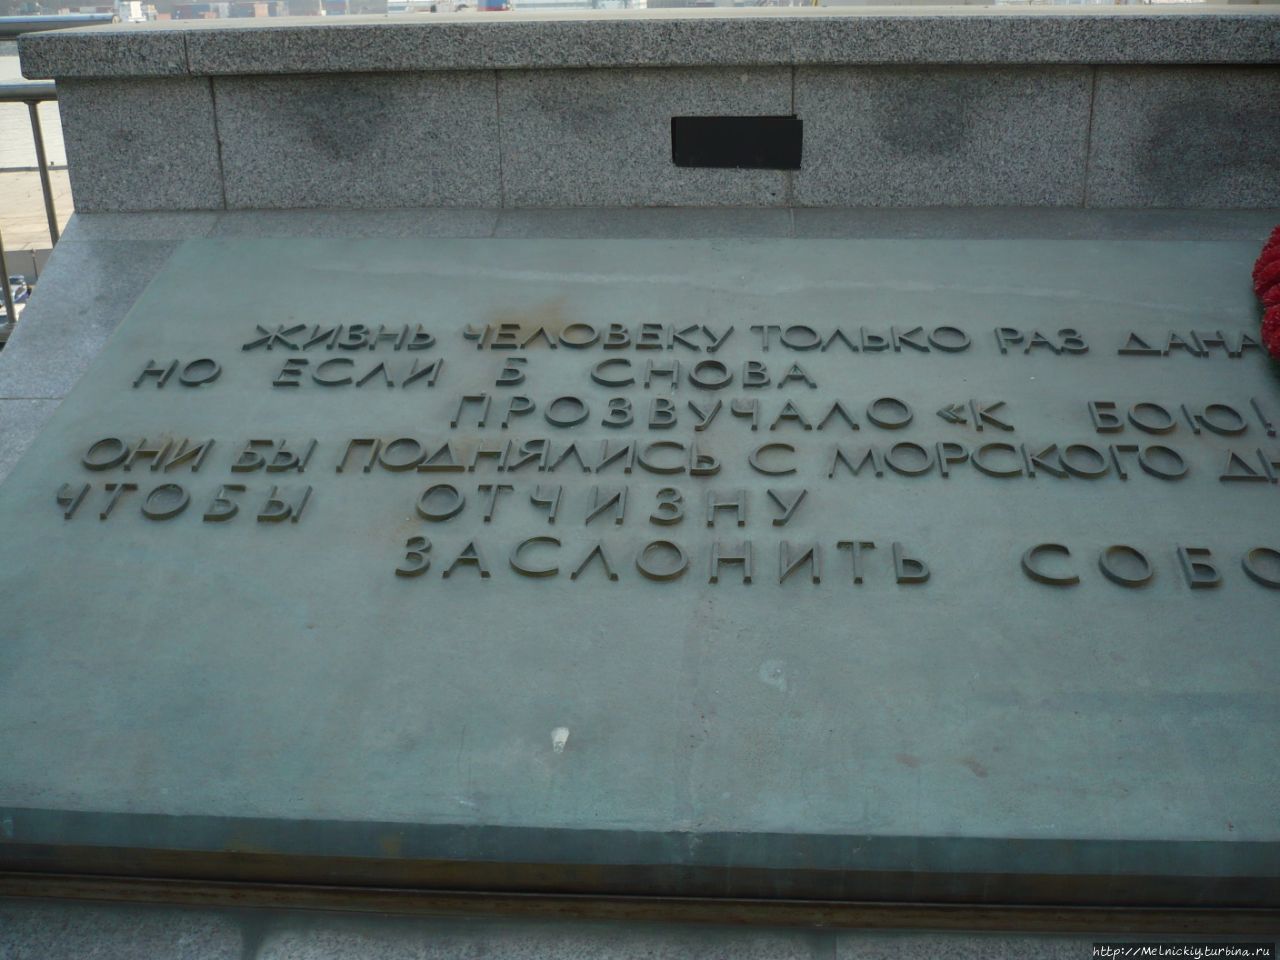 ЖИЗНЬ ЧЕЛОВЕКУ ТОЛЬКО РАЗ ДАНА
НО ЕСЛИ Б СНОВА
ПРОЗВУЧАЛО «К БОЮ!
ОНИ БЫ ПОДНЯЛИСЬ С МОРСКОГО
ЧТОБЫ ОТЧИЗНУ
ЗАСЛОНИТЬ
http://Melnickiy.turbina.ru